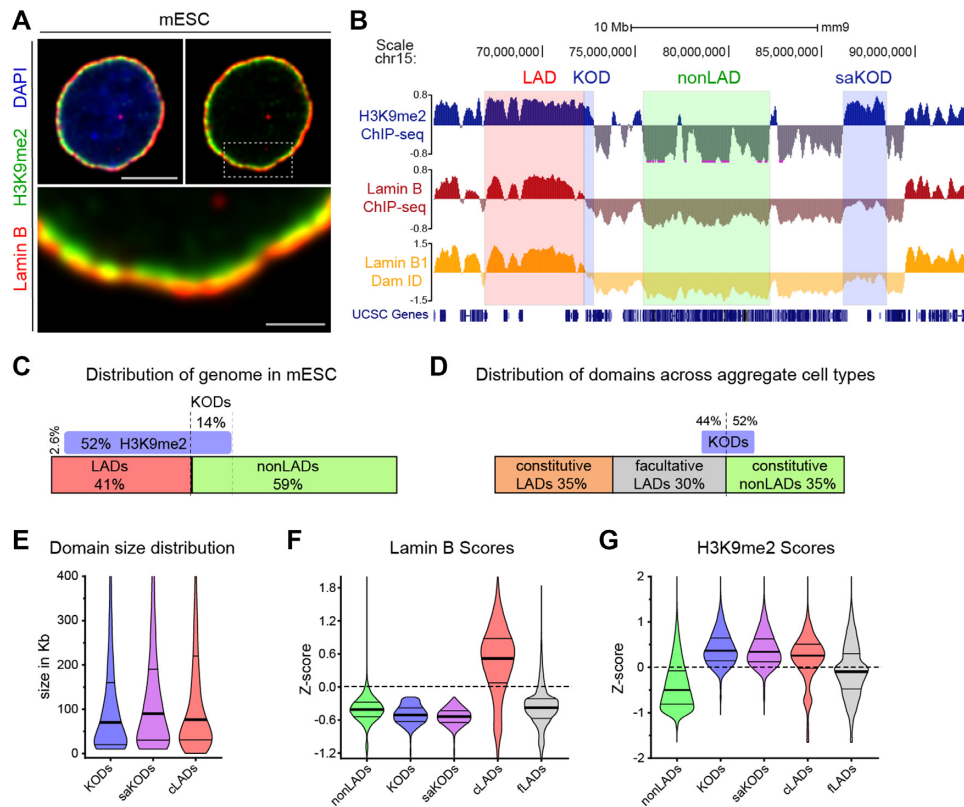 A
mESC
Lamin B H3K9me2 DAPI
B
10 Mb mm9
Scale
chr15:
70,000,000 75,000,000 80,000,000 85,000,000 90,000,000
LAD KOD nonLAD saKOD
0.8
H3K9me2
ChIP-seq
-0.8
0.8
Lamin B
ChIP-seq
-0.8
1.5
Lamin B1
Dam ID
-1.5
UCSC Genes
C
Distribution of genome in mESC
KODs
14%
2.6%
52% H3K9me2
LADs
41%
nonLADs
59%
D
Distribution of domains across aggregate cell types
44% 52%
KODs
constitutive
LADs 35%
facultative
LADs 30%
constitutive
nonLADs 35%
E
Domain size distribution
size in Kb
400
300
200
100
0
KODs
saKODs
cLADs
F
Lamin B Scores
Z-score
1.2
0.6
0.0
-0.6
-1.2
nonLADs
KODs
saKODs
cLADs
fLADs
G
H3K9me2 Scores
Z-score
2
1
0
-1
-2
nonLADs
KODs
saKODs
cLADs
fLADs